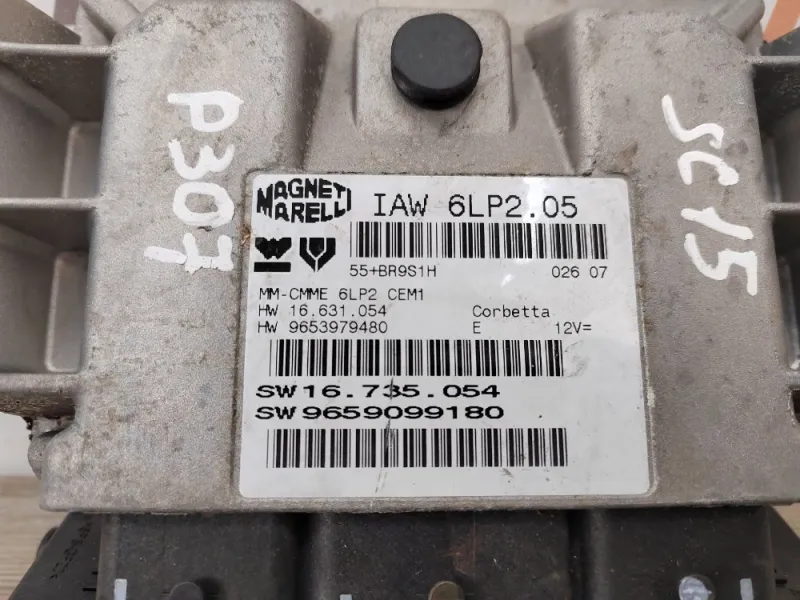 P307
SC15
MAGNETI
MARELLI
IAW 6LP2.05
55+BR9S1H 026 07
MM-CMME 6LP2 CEM1
HW 16.631.054 Corbetta
HW 9653979480 E 12V=
SW16.735.054
SW9659099180